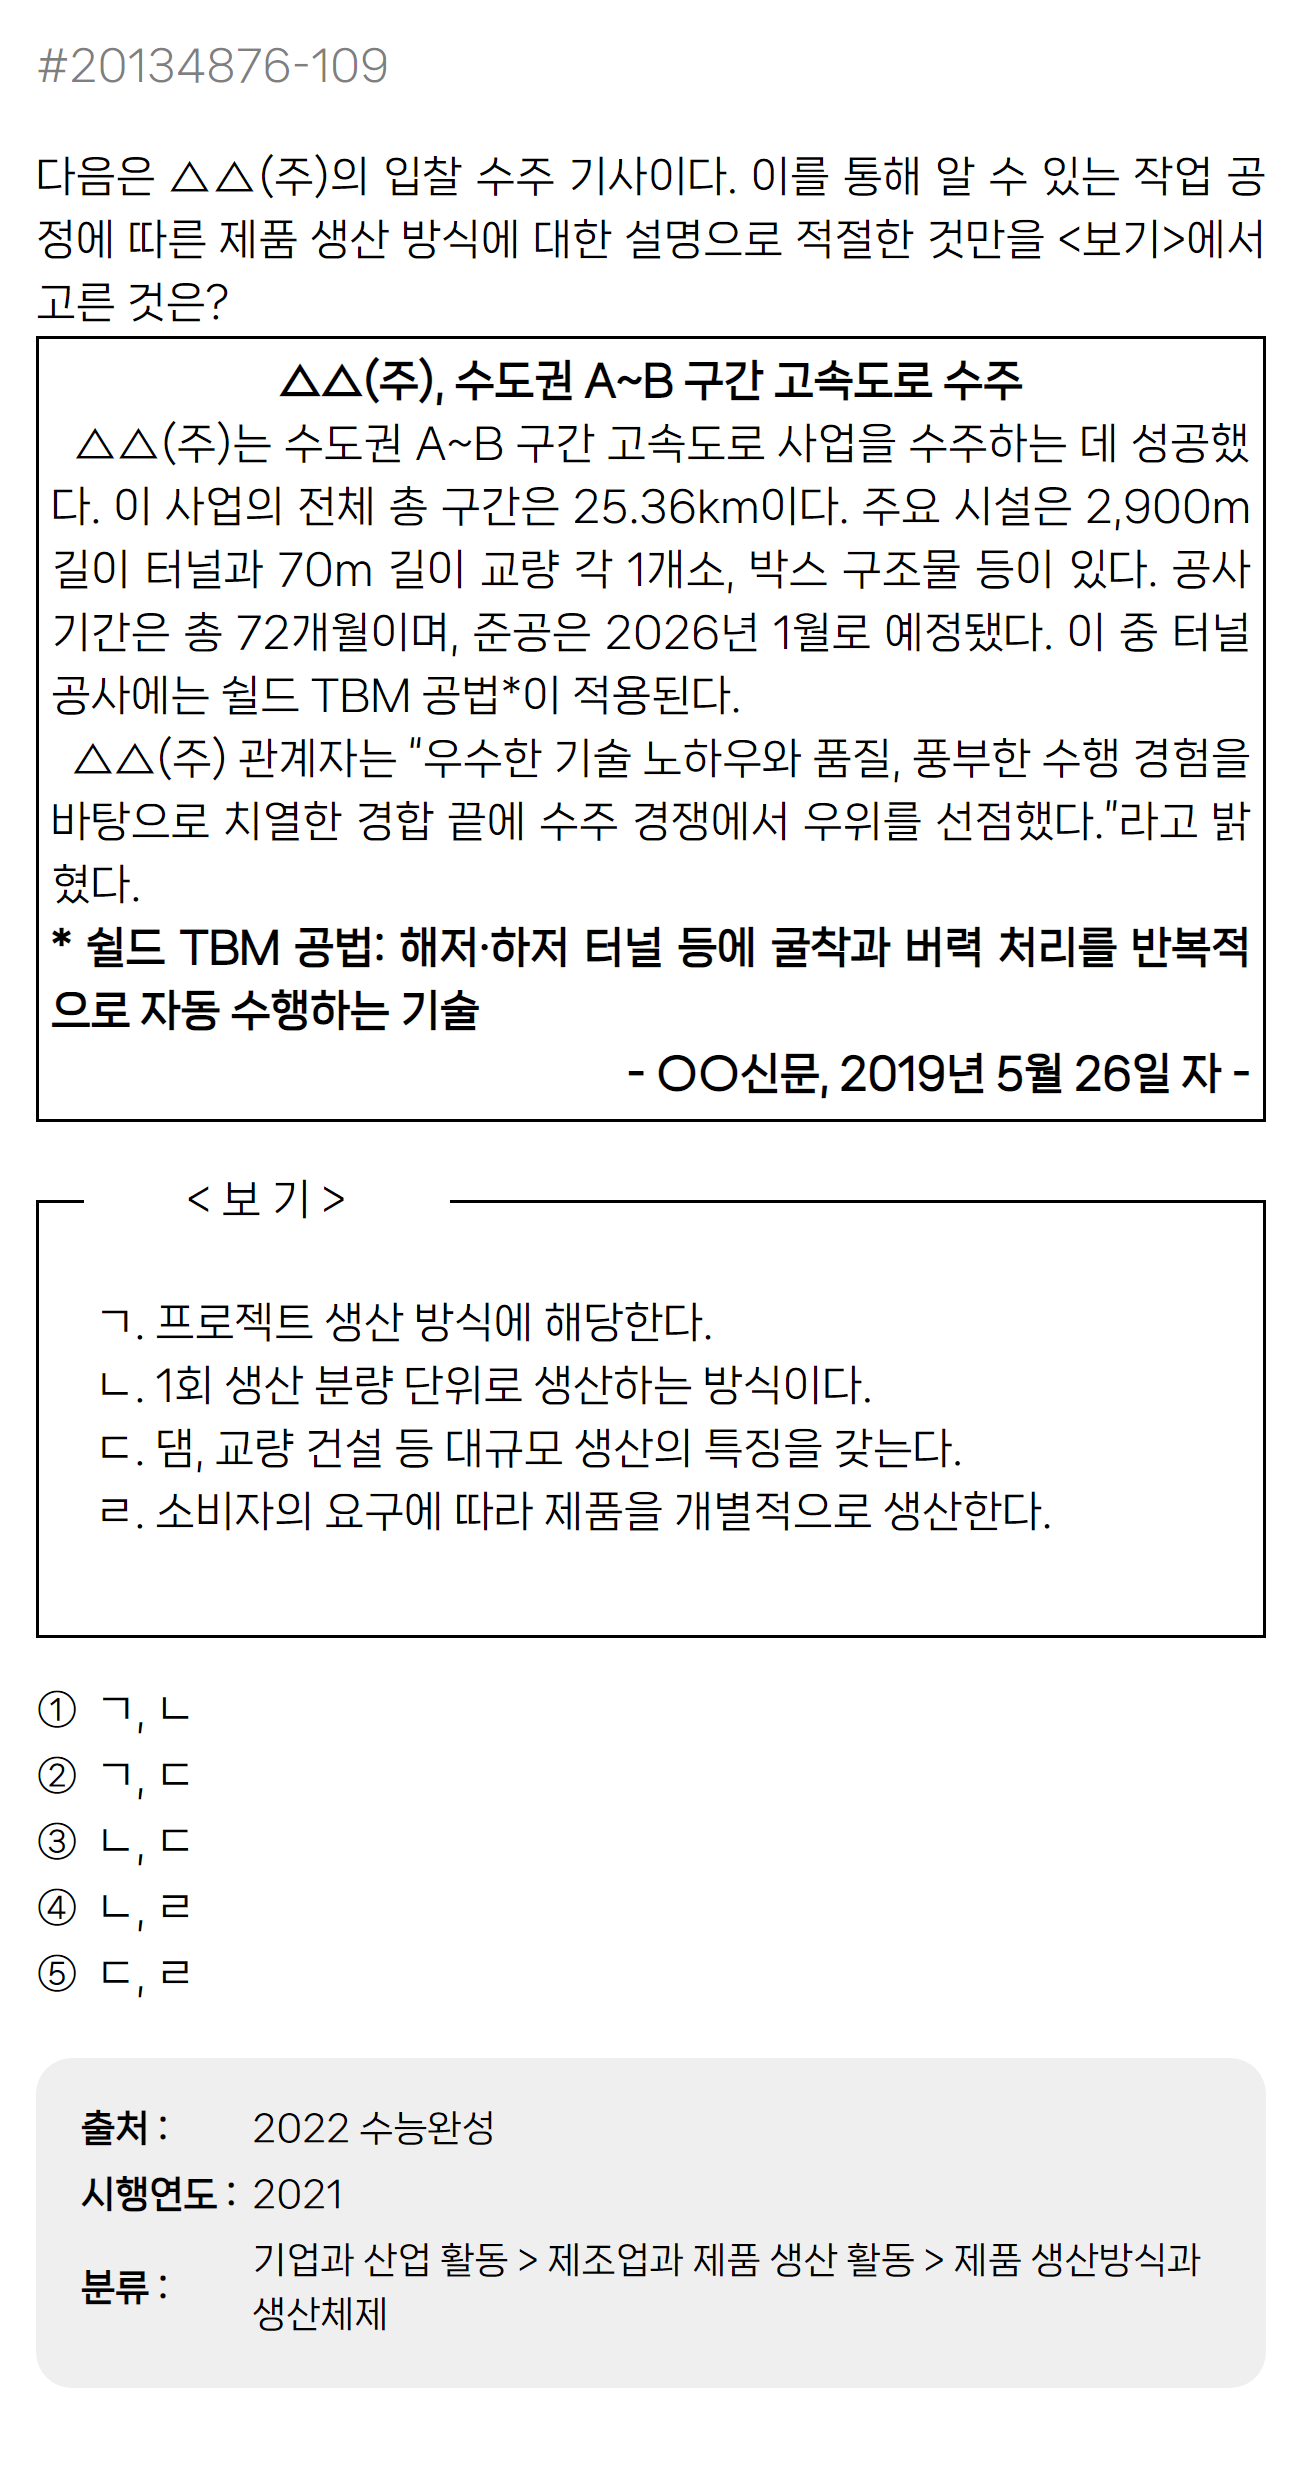 #20134876-109
다음은 △△(주)의 입찰 수주 기사이다. 이를 통해 알 수 있는 작업 공
정에 따른 제품 생산 방식에 대한 설명으로 적절한 것만을 <보기>에서
고른 것은?
△△(주), 수도권 A~B 구간 고속도로 수주
△△(주)는 수도권 A~B 구간 고속도로 사업을 수주하는 데 성공했
다. 이 사업의 전체 총 구간은 25.36km이다. 주요 시설은 2,900m
길이 터널과 70m 길이 교량 각 1개소, 박스 구조물 등이 있다. 공사
기간은 총 72개월이며, 준공은 2026년 1월로 예정됐다. 이 중 터널
공사에는 쉴드 TBM 공법*이 적용된다.
△△(주) 관계자는 "우수한 기술 노하우와 품질, 풍부한 수행 경험을
바탕으로 치열한 경합 끝에 수주 경쟁에서 우위를 선점했다."라고 밝
혔다.
* 쉴드 TBM 공법: 해저·하저 터널 등에 굴착과 버력 처리를 반복적
으로 자동 수행하는 기술
- ○○신문, 2019년 5월 26일 자 -
< 보 기 >
ㄱ. 프로젝트 생산 방식에 해당한다.
ㄴ. 1회 생산 분량 단위로 생산하는 방식이다.
ㄷ. 댐, 교량 건설 등 대규모 생산의 특징을 갖는다.
ㄹ. 소비자의 요구에 따라 제품을 개별적으로 생산한다.
① ㄱ, ㄴ
② ㄱ, ㄷ
③ ㄴ, ㄷ
④ ㄴ, ㄹ
⑤ ㄷ, ㄹ
출처 : 2022 수능완성
시행연도 : 2021
분류 : 기업과 산업 활동 > 제조업과 제품 생산 활동 > 제품 생산방식과
생산체제